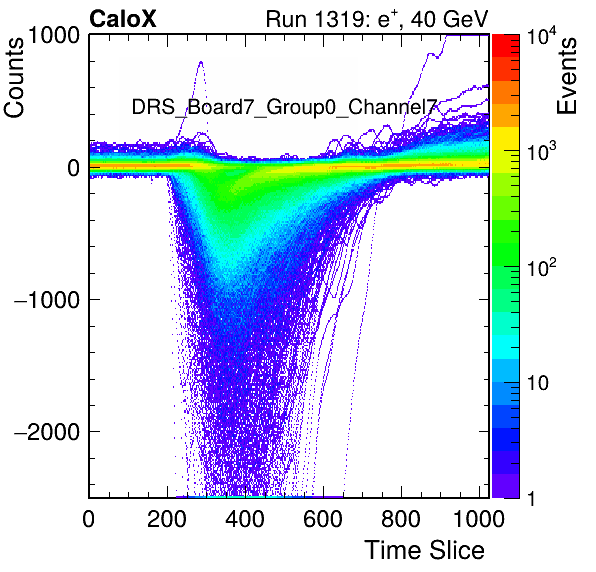 CaloX Run 1319: e⁺, 40 GeV
Counts
Events
DRS_Board7_Group0_Channel7
1000
0
−1000
−2000
0 200 400 600 800 1000
Time Slice
10⁴
10³
10²
10
1